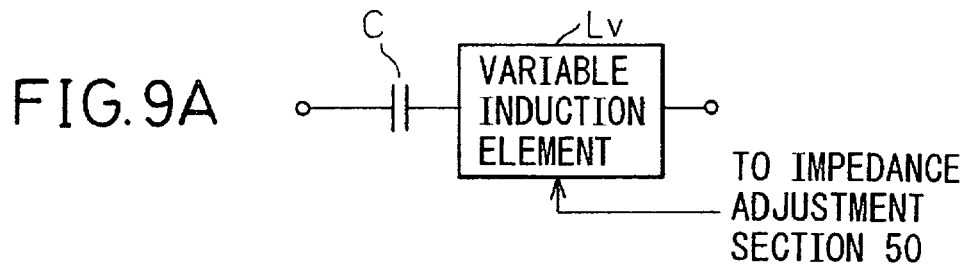 FIG. 9A
C
Lv
VARIABLE
INDUCTION
ELEMENT
TO IMPEDANCE
ADJUSTMENT
SECTION 50